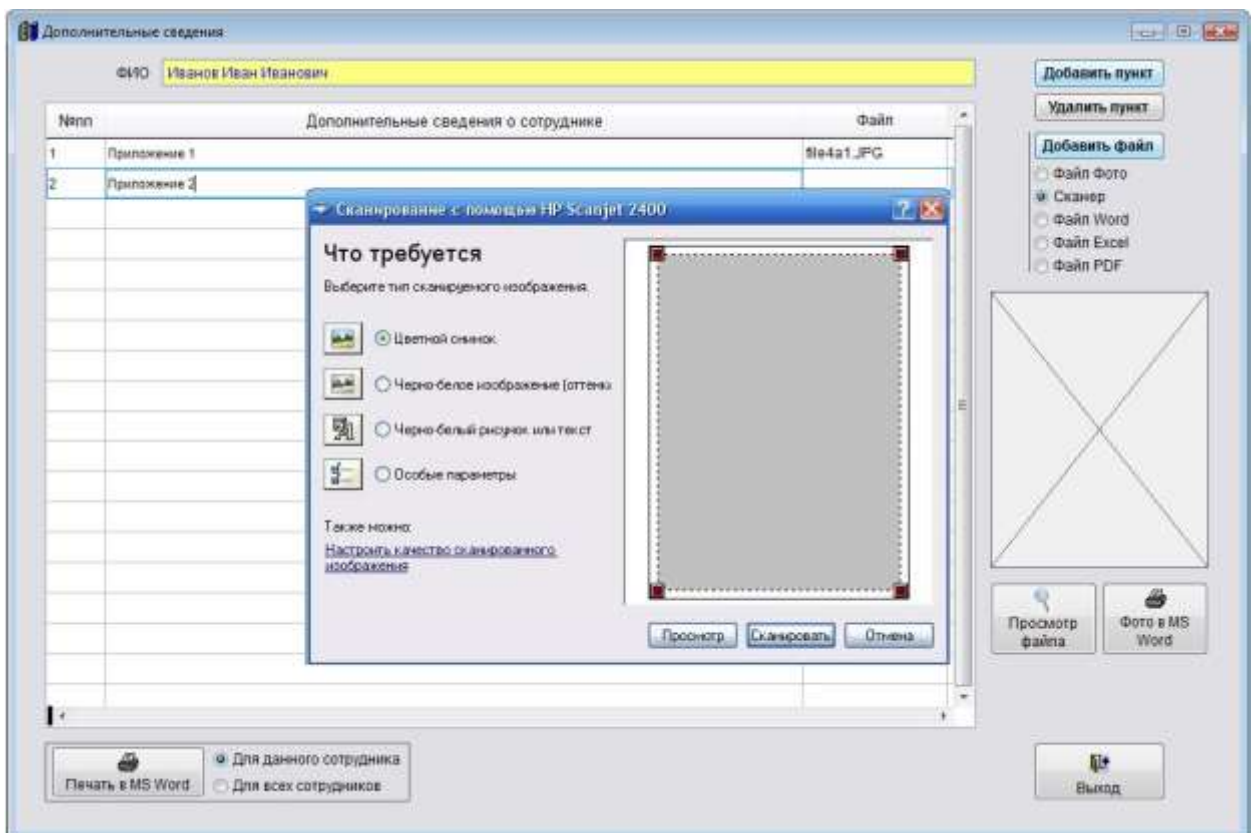 Дополнительные сведения
ФИО Иванов Иван Иванович
Добавить пункт
Удалить пункт
№пп Дополнительные сведения о сотруднике Файл
1 Приложение 1 file4a1.JPG
2 Приложение 2
Добавить файл
Файл Фото
Сканер
Файл Word
Файл Excel
Файл PDF
Сканирование с помощью HP Scanjet 2400
Что требуется
Выберите тип сканируемого изображения.
Цветной снимок
Черно-белое изображение (оттенки
Черно-белый рисунок или текст
Особые параметры
Также можно:
Настроить качество сканированного
изображения
Просмотр Сканировать Отмена
Просмотр
файла
Фото в MS
Word
Печать в MS Word
Для данного сотрудника
Для всех сотрудников
Выход